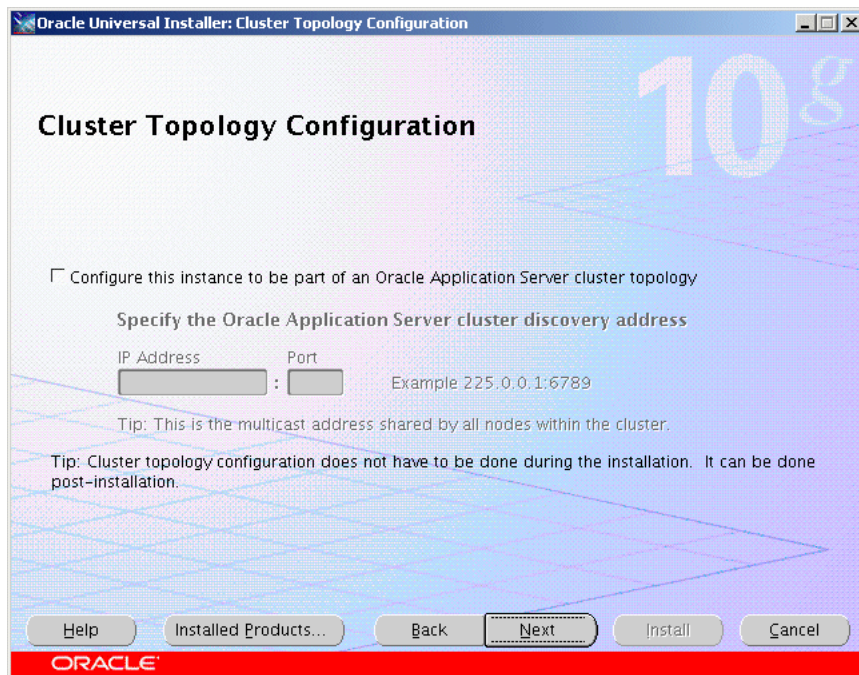 Oracle Universal Installer: Cluster Topology Configuration
10g
Cluster Topology Configuration
Configure this instance to be part of an Oracle Application Server cluster topology
Specify the Oracle Application Server cluster discovery address
IP Address Port
: Example 225.0.0.1:6789
Tip: This is the multicast address shared by all nodes within the cluster.
Tip: Cluster topology configuration does not have to be done during the installation. It can be done
post-installation.
Help Installed Products... Back Next Install Cancel
ORACLE